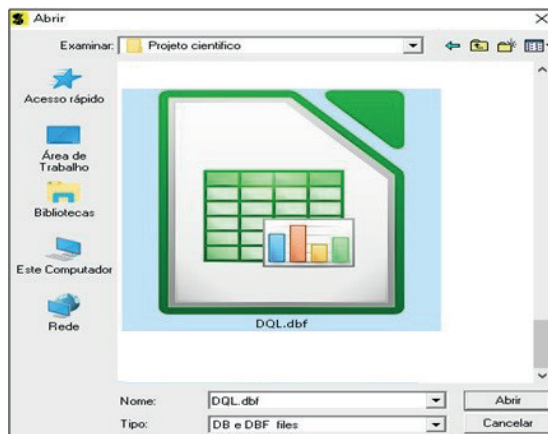 Abrir
Examinar: Projeto cientifico
Acesso rápido
Área de
Trabalho
Bibliotecas
Este Computador
Rede
DQL.dbf
Nome: DQL.dbf Abrir
Tipo: DB e DBF files Cancelar